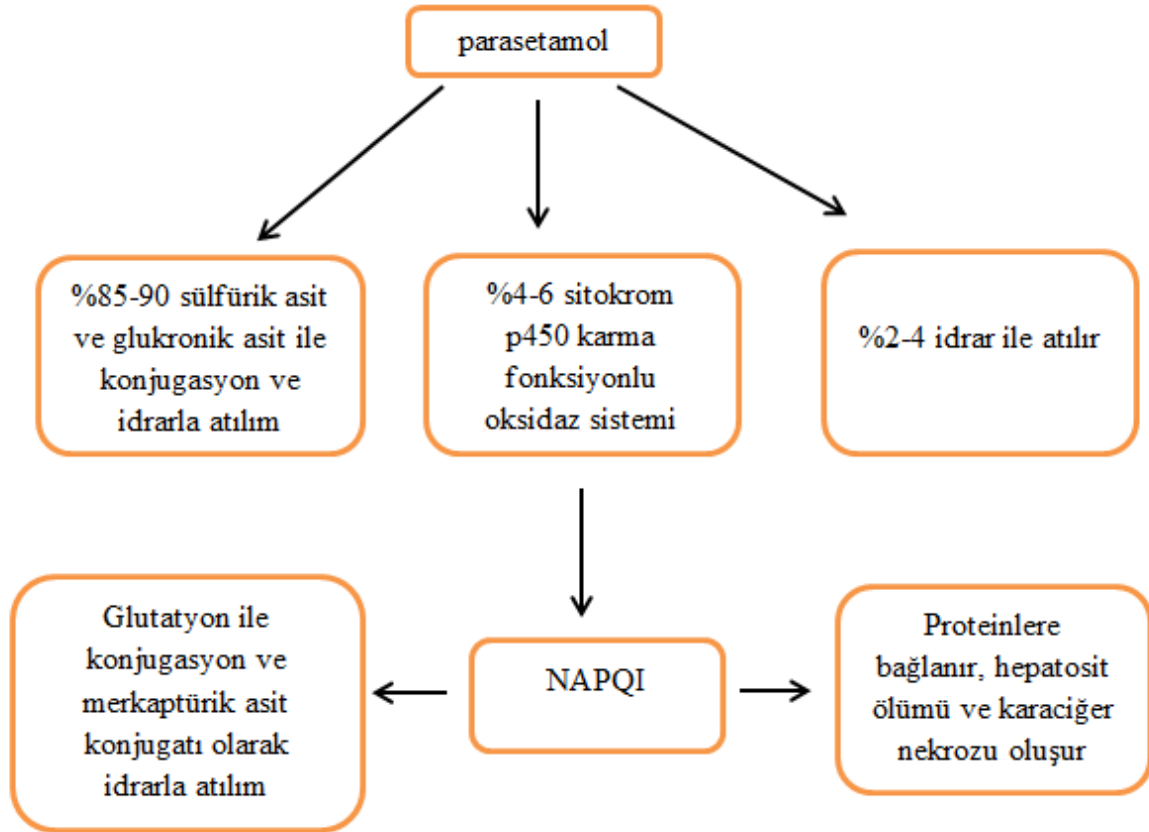 parasetamol
%85-90 sülfürik asit
ve glukronik asit ile
konjugasyon ve
idrarla atılım
%4-6 sitokrom
p450 karma
fonksiyonlu
oksidaz sistemi
%2-4 idrar ile atılır
Glutatyon ile
konjugasyon ve
merkaptürik asit
konjugatı olarak
idrarla atılım
NAPQI
Proteinlere
bağlanır, hepatosit
ölümü ve karaciğer
nekrozu oluşur